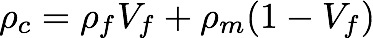 ρ_c = ρ_f V_f + ρ_m(1 − V_f)